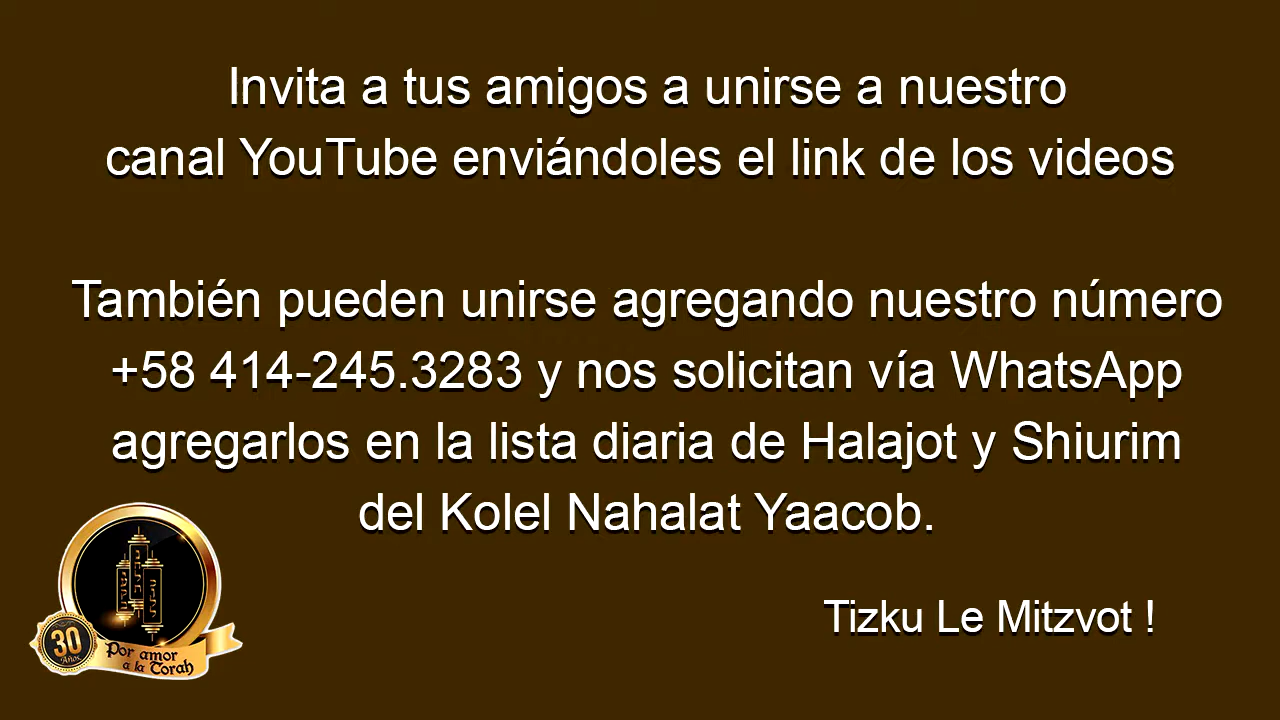 Invita a tus amigos a unirse a nuestro
canal YouTube enviándoles el link de los videos
También pueden unirse agregando nuestro número
+58 414-245.3283 y nos solicitan vía WhatsApp
agregarlos en la lista diaria de Halajot y Shiurim
del Kolel Nahalat Yaacob.
Tizku Le Mitzvot !
30
Años
Por amor
a la Torah